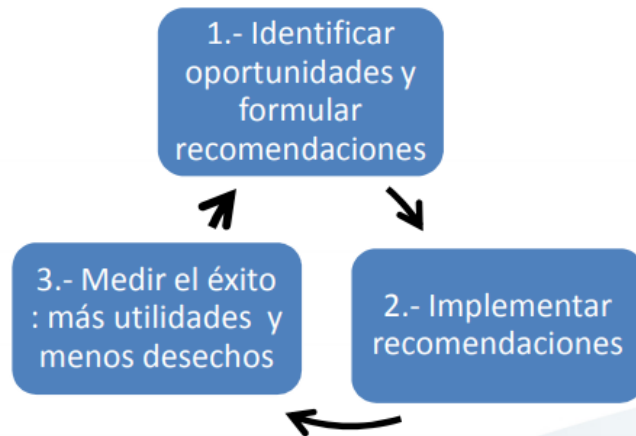 1.- Identificar
oportunidades y
formular
recomendaciones
2.- Implementar
recomendaciones
3.- Medir el éxito
: más utilidades y
menos desechos